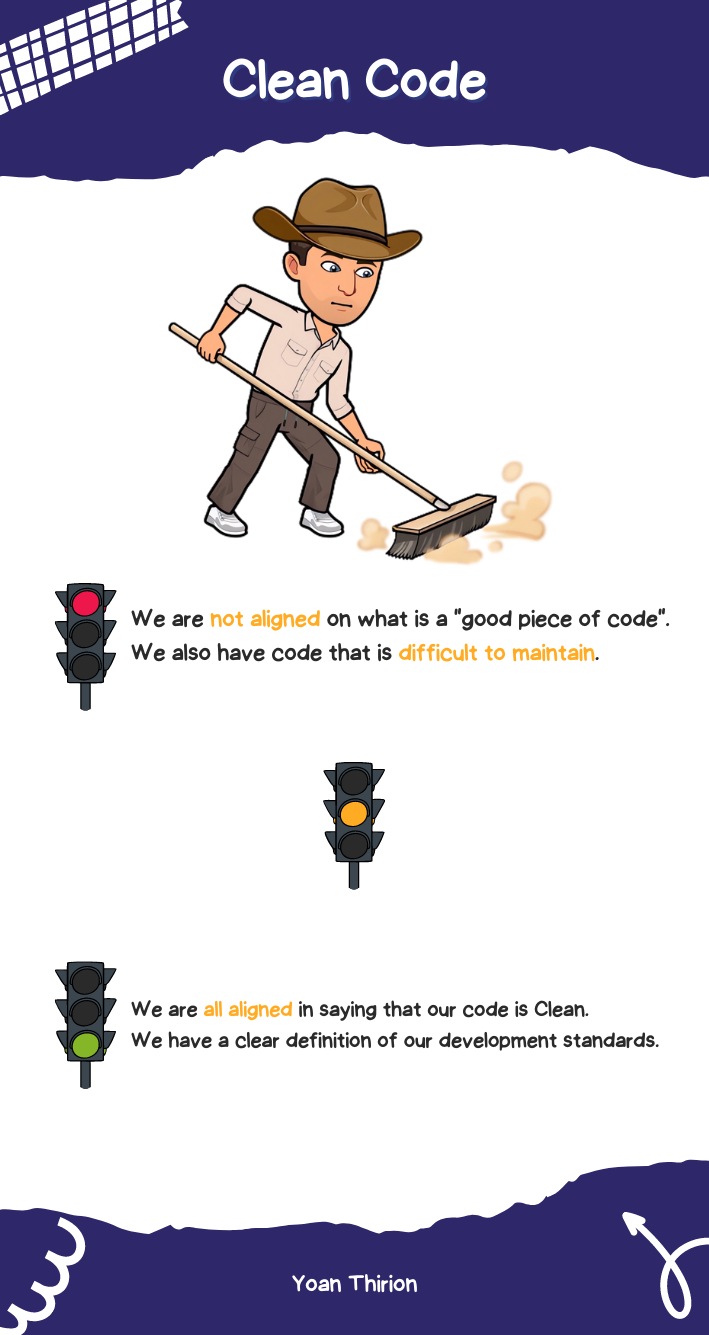 Clean Code
We are not aligned on what is a "good piece of code".
We also have code that is difficult to maintain.
We are all aligned in saying that our code is Clean.
We have a clear definition of our development standards.
Yoan Thirion